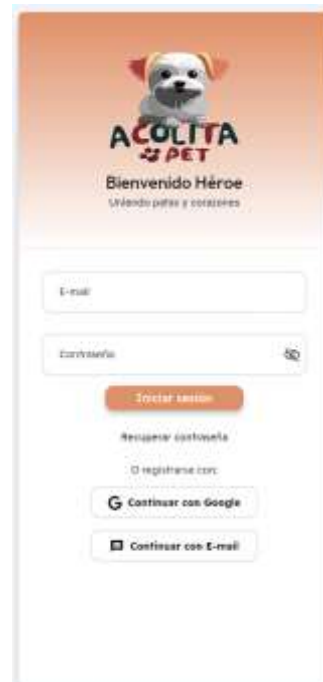 ACOLITA
PET
Bienvenido Héroe
Uniendo patas y corazones
E-mail
Contraseña
Iniciar sesión
Recuperar contraseña
O registrarse con:
Continuar con Google
Continuar con E-mail